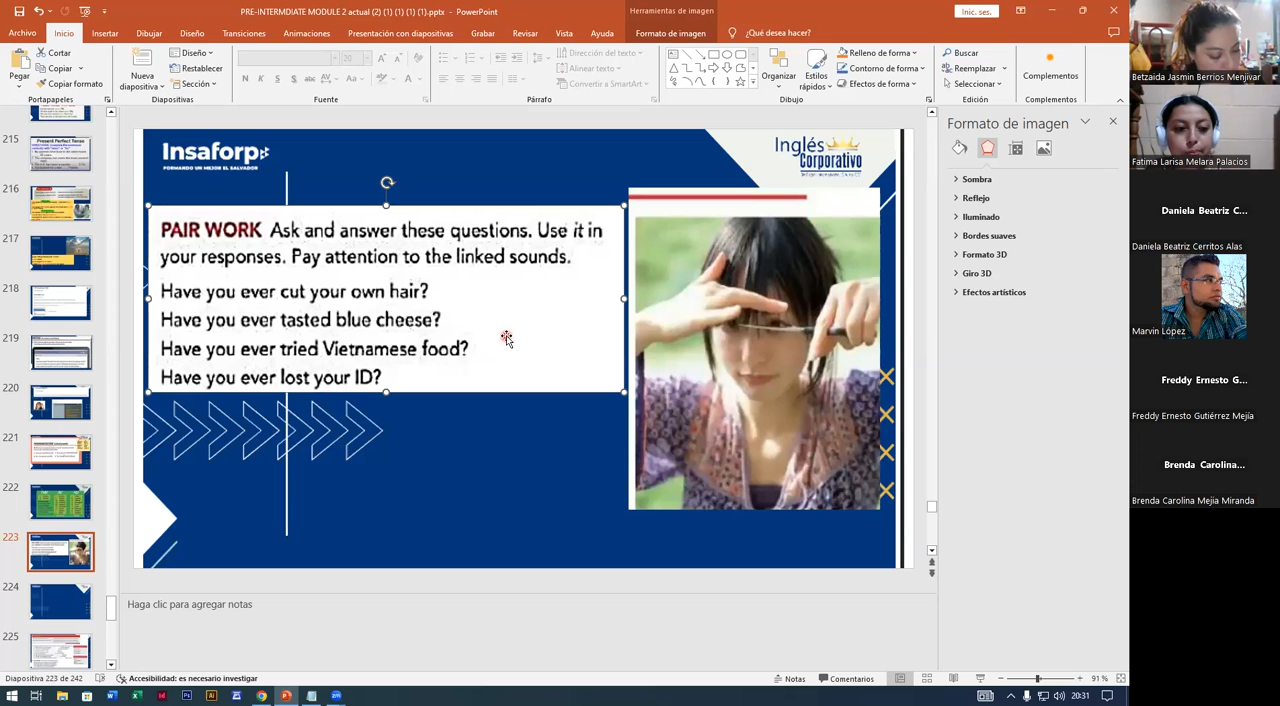 PRE-INTERMDIATE MODULE 2 actual (2) (1) (1) (1).pptx - PowerPoint
Herramientas de imagen
Inic. ses.
Archivo Inicio Insertar Dibujar Diseño Transiciones Animaciones Presentación con diapositivas Grabar Revisar Vista Ayuda Formato de imagen ¿Qué desea hacer?
Pegar
Cortar
Copiar
Copiar formato
Portapapeles
Nueva diapositiva
Diseño
Restablecer
Sección
Diapositivas
20
N K S S
Aa
Fuente
Dirección del texto
Alinear texto
Convertir a SmartArt
Párrafo
Organizar
Estilos rápidos
Relleno de forma
Contorno de forma
Efectos de forma
Dibujo
Buscar
Reemplazar
Seleccionar
Edición
Complementos
Complementos
215
216
217
218
219
220
221
222
223
224
225
Insaforp
FORMANDO UN MEJOR EL SALVADOR
Inglés
Corporativo
PAIR WORK Ask and answer these questions. Use it in
your responses. Pay attention to the linked sounds.
Have you ever cut your own hair?
Have you ever tasted blue cheese?
Have you ever tried Vietnamese food?
Have you ever lost your ID?
Haga clic para agregar notas
Formato de imagen
Sombra
Reflejo
Iluminado
Bordes suaves
Formato 3D
Giro 3D
Efectos artísticos
Betzaida Jasmin Berrios Menjivar
Fatima Larisa Melara Palacios
Daniela Beatriz C...
Daniela Beatriz Cerritos Alas
Marvin López
Freddy Ernesto G...
Freddy Ernesto Gutiérrez Mejía
Brenda Carolina...
Brenda Carolina Mejia Miranda
Diapositiva 223 de 242
Accesibilidad: es necesario investigar
Notas
Comentarios
91 %
20:31